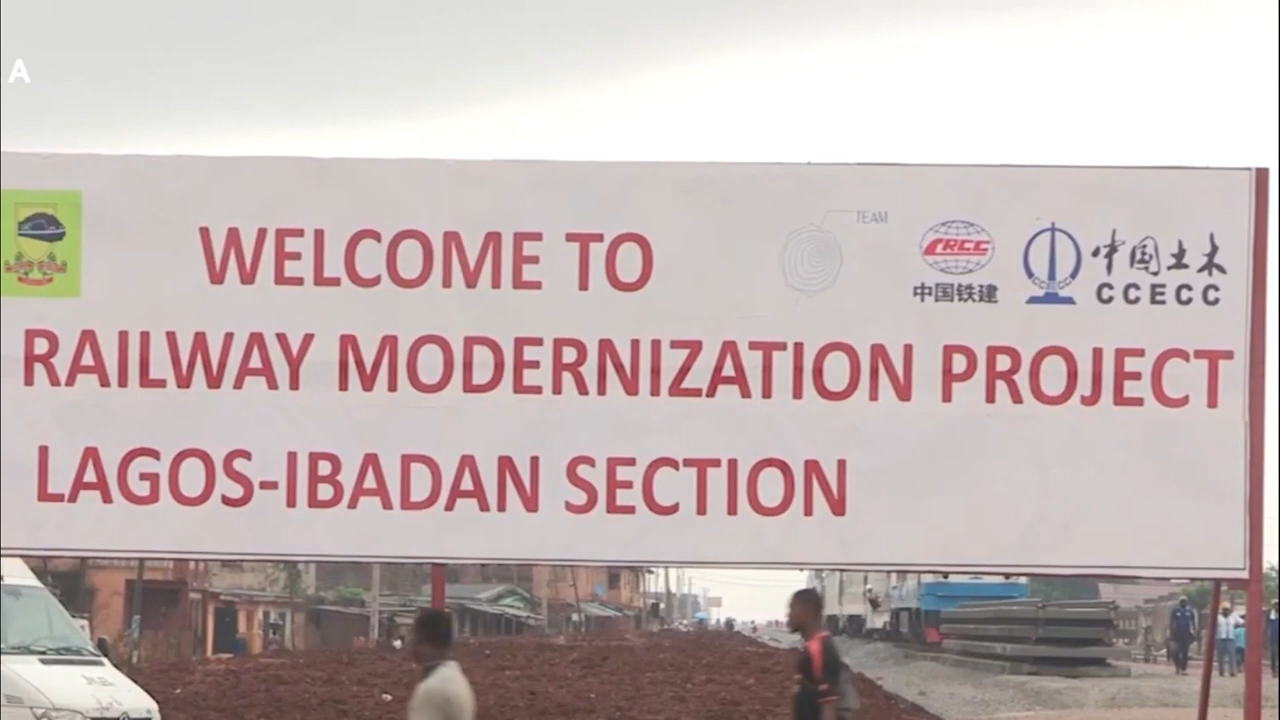 A
WELCOME TO
TEAM
CRCC
中国铁建
CCECC
中国土木
CCECC
RAILWAY MODERNIZATION PROJECT
LAGOS-IBADAN SECTION